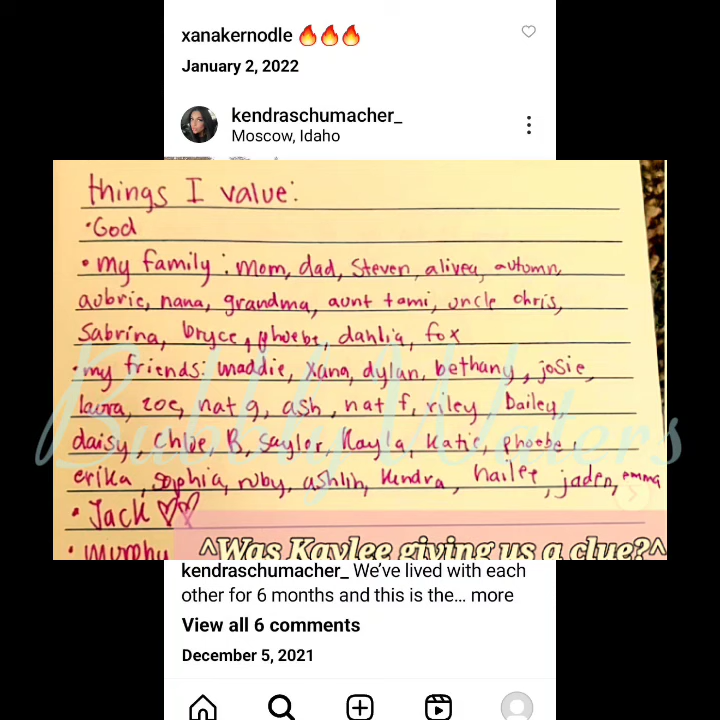 xanakernodle 🔥🔥🔥
January 2, 2022
kendraschumacher_
Moscow, Idaho
things I value:
•God
•my family: mom, dad, Steven, alivea, autumn,
aubrie, nana, grandma, aunt tami, uncle chris,
Sabrina, bryce, phoebe, dahlia, fox
•my friends: maddie, Xana, dylan, bethany, josie,
laura, zoe, nat g, ash, nat f, riley, Bailey,
daisy, Chloe, B, Saylor, Kayla, Katie, phoebe,
erika, sophia, ruby, ashlin, Kendra, hailee, jaden, emma
•Jack ♡♡
•murphy
Bubbly Waters
^Was Kaylee giving us a clue?^
kendraschumacher_ We've lived with each
other for 6 months and this is the... more
View all 6 comments
December 5, 2021